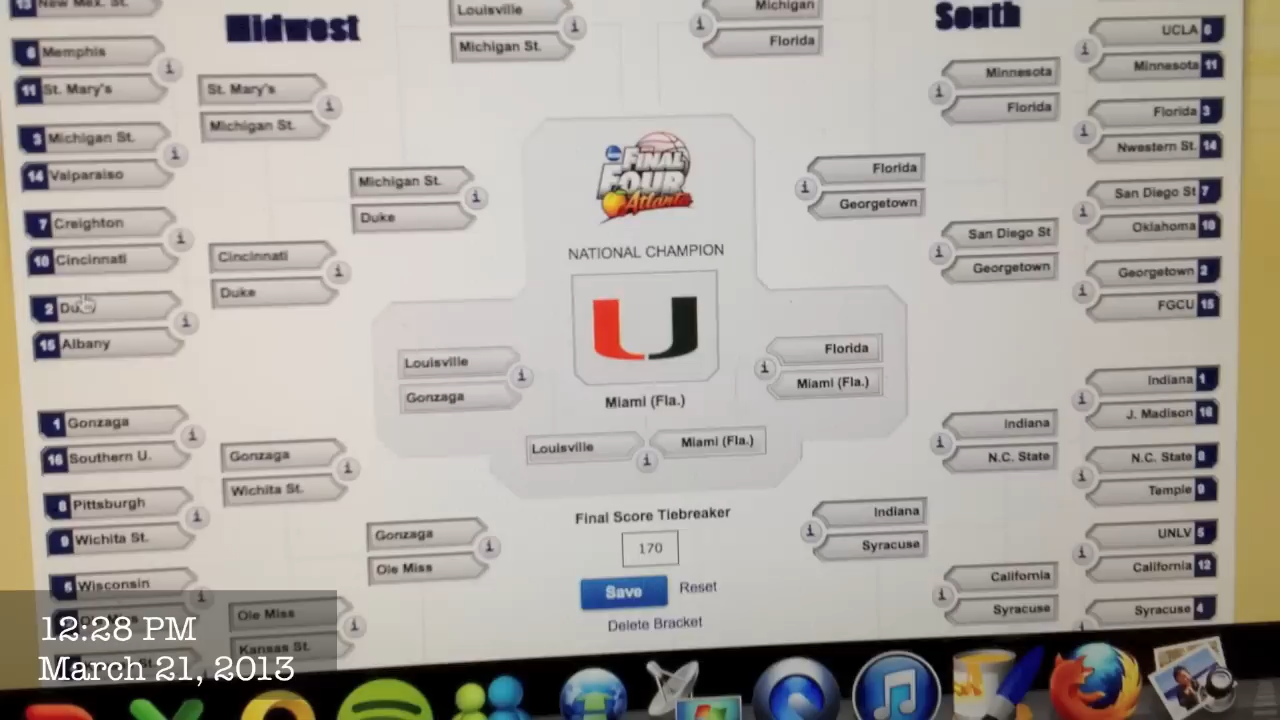 13 New Mex. St.
6 Memphis
11 St. Mary's
3 Michigan St.
14 Valparaiso
7 Creighton
10 Cincinnati
2
15 Albany
1 Gonzaga
16 Southern U.
8 Pittsburgh
9 Wichita St.
Wisconsin
Midwest
St. Mary's
Michigan St.
Cincinnati
Duke
Gonzaga
Wichita St.
Ole Miss
Kansas St.
Michigan St.
Duke
Gonzaga
Ole Miss
Louisville
Michigan St.
Louisville
Gonzaga
FINAL
FOUR
Atlanta
NATIONAL CHAMPION
U
Miami (Fla.)
Louisville
Miami (Fla.)
Final Score Tiebreaker
170
Save Reset
Delete Bracket
Michigan
Florida
Florida
Miami (Fla.)
South
Florida
Georgetown
Indiana
Syracuse
Minnesota
Florida
San Diego St
Georgetown
Indiana
N.C. State
California
Syracuse
UCLA 6
Minnesota 11
Florida 3
Nwestern St. 14
San Diego St 7
Oklahoma 10
Georgetown 2
FGCU 15
Indiana 1
J. Madison 16
N.C. State 8
Temple 9
UNLV 5
California 12
Syracuse 4
12:28 PM
March 21, 2013